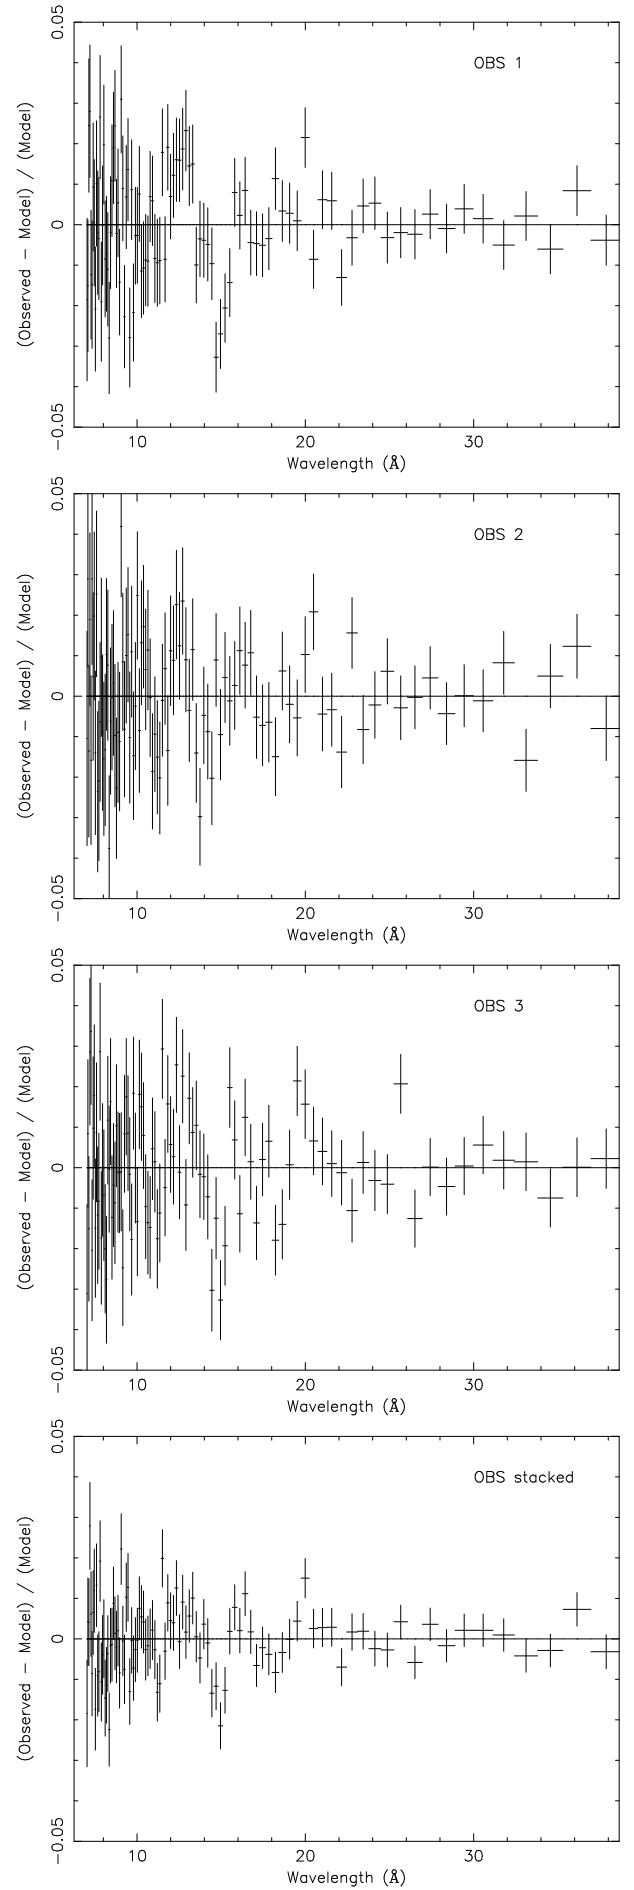 0.05
OBS 1
(Observed − Model) / (Model)
0
−0.05
10 20 30
Wavelength (Å)
0.05
OBS 2
(Observed − Model) / (Model)
0
−0.05
10 20 30
Wavelength (Å)
0.05
OBS 3
(Observed − Model) / (Model)
0
−0.05
10 20 30
Wavelength (Å)
0.05
OBS stacked
(Observed − Model) / (Model)
0
−0.05
10 20 30
Wavelength (Å)